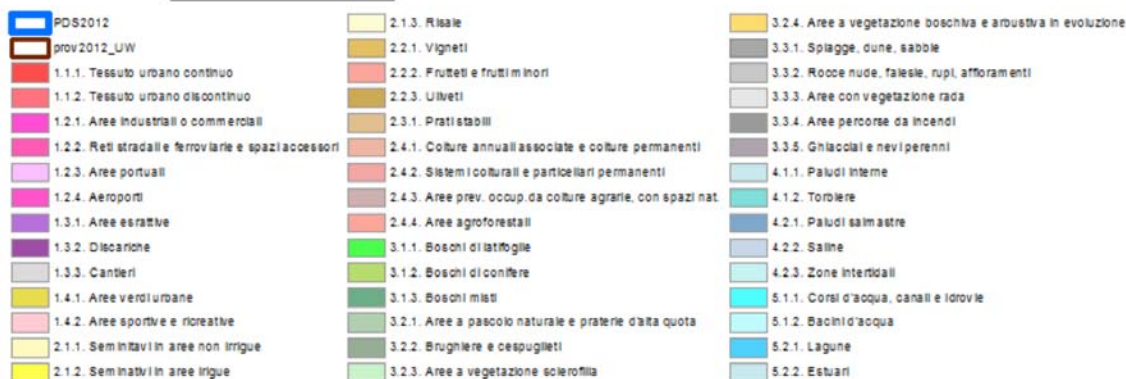 PDS2012
prov2012_UW
1.1.1. Tessuto urbano continuo
1.1.2. Tessuto urbano discontinuo
1.2.1. Aree industriali o commerciali
1.2.2. Reti stradali e ferroviarie e spazi accessori
1.2.3. Aree portuali
1.2.4. Aeroporti
1.3.1. Aree esrattive
1.3.2. Discariche
1.3.3. Cantieri
1.4.1. Aree verdi urbane
1.4.2. Aree sportive e ricreative
2.1.1. Seminitavi in aree non irrigue
2.1.2. Seminativi in aree irigue
2.1.3. Risaie
2.2.1. Vigneti
2.2.2. Frutteti e frutti minori
2.2.3. Uliveti
2.3.1. Prati stabili
2.4.1. Colture annuali associate e colture permanenti
2.4.2. Sistemi colturali e particellari permanenti
2.4.3. Aree prev. occup.da colture agrarie, con spazi nat.
2.4.4. Aree agroforestali
3.1.1. Boschi di latifoglie
3.1.2. Boschi di conifere
3.1.3. Boschi misti
3.2.1. Aree a pascolo naturale e praterie d'alta quota
3.2.2. Brughiere e cespuglieti
3.2.3. Aree a vegetazione sclerofilla
3.2.4. Aree a vegetazione boschiva e arbustiva in evoluzione
3.3.1. Spiagge, dune, sabbie
3.3.2. Rocce nude, falesie, rupi, affioramenti
3.3.3. Aree con vegetazione rada
3.3.4. Aree percorse da incendi
3.3.5. Ghiacciai e nevi perenni
4.1.1. Paludi interne
4.1.2. Torbiere
4.2.1. Paludi salmastre
4.2.2. Saline
4.2.3. Zone intertidali
5.1.1. Corsi d'acqua, canali e idrovie
5.1.2. Bacini d'acqua
5.2.1. Lagune
5.2.2. Estuari